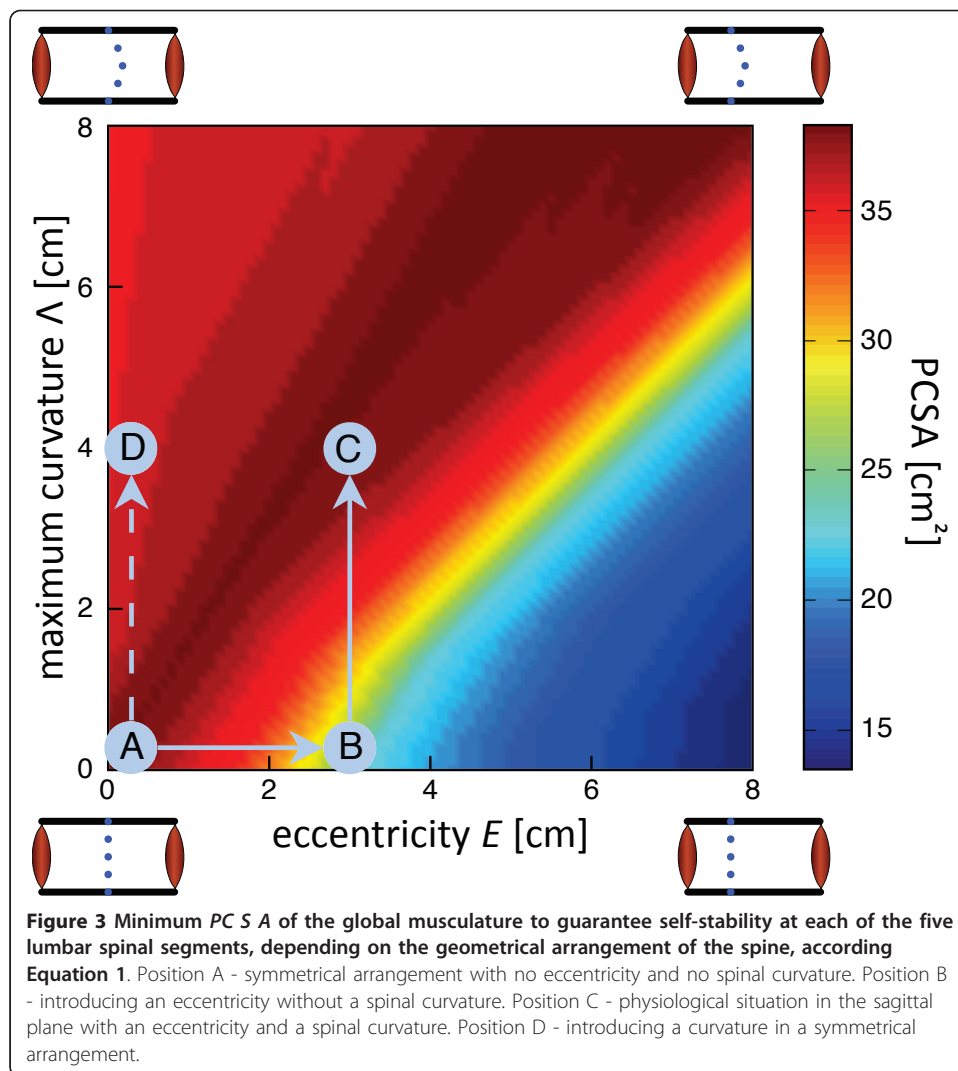 8
6
4
2
0
maximum curvature Λ [cm]
D
C
A
B
0
2
4
6
8
eccentricity E [cm]
35
30
25
20
15
PCSA [cm²]
Figure 3 Minimum PC S A of the global musculature to guarantee self-stability at each of the five
lumbar spinal segments, depending on the geometrical arrangement of the spine, according
Equation 1. Position A - symmetrical arrangement with no eccentricity and no spinal curvature. Position B
- introducing an eccentricity without a spinal curvature. Position C - physiological situation in the sagittal
plane with an eccentricity and a spinal curvature. Position D - introducing a curvature in a symmetrical
arrangement.